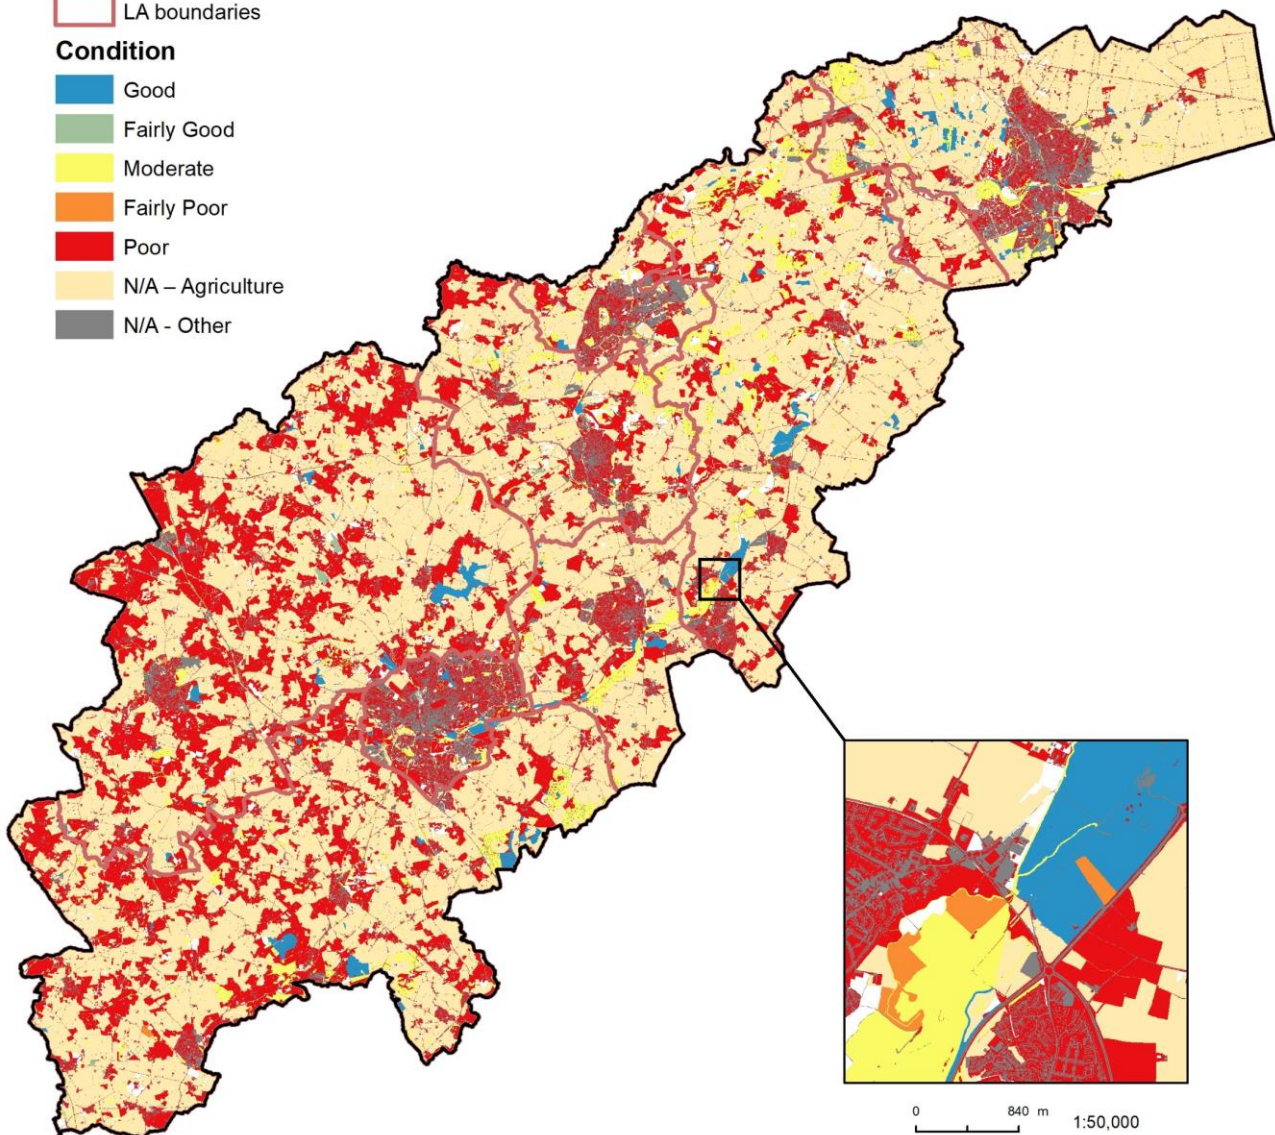 LA boundaries
Condition
Good
Fairly Good
Moderate
Fairly Poor
Poor
N/A – Agriculture
N/A - Other
0 840 m
1:50,000